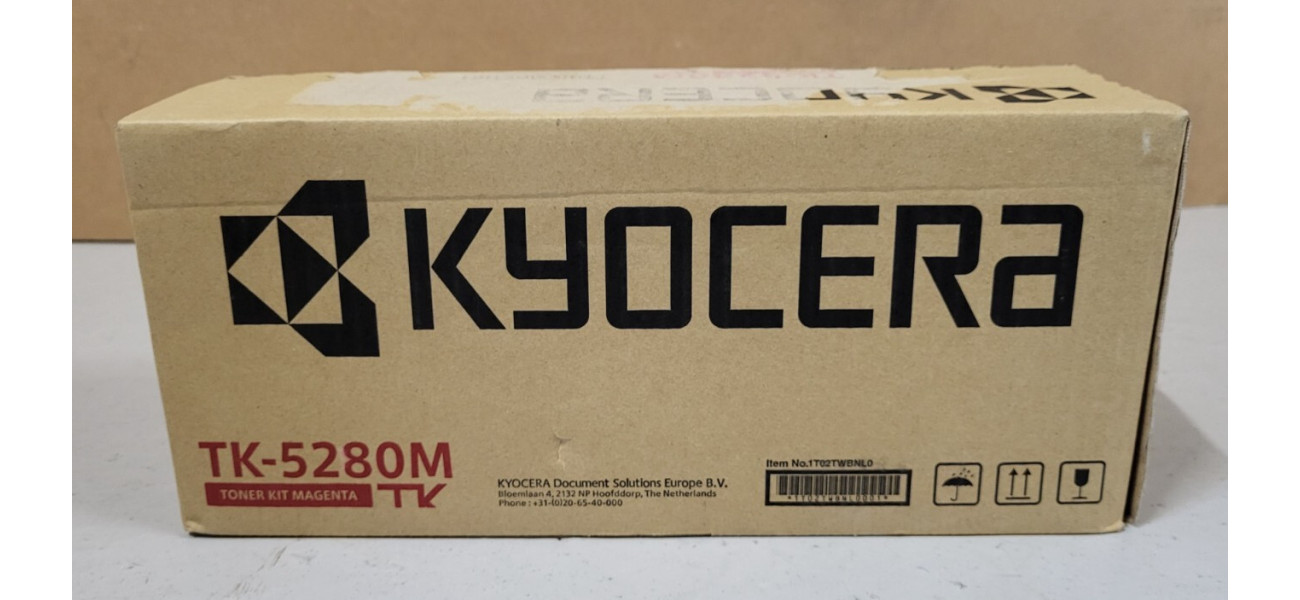 KYOCERA
TK-5280M
TONER KIT MAGENTA TK
KYOCERA Document Solutions Europe B.V.
Bloemlaan 4, 2132 NP Hoofddorp, The Netherlands
Phone : +31-(0)20-65-40-000
Item No.1T02TWBNL0
*1T02TWBNL0001*